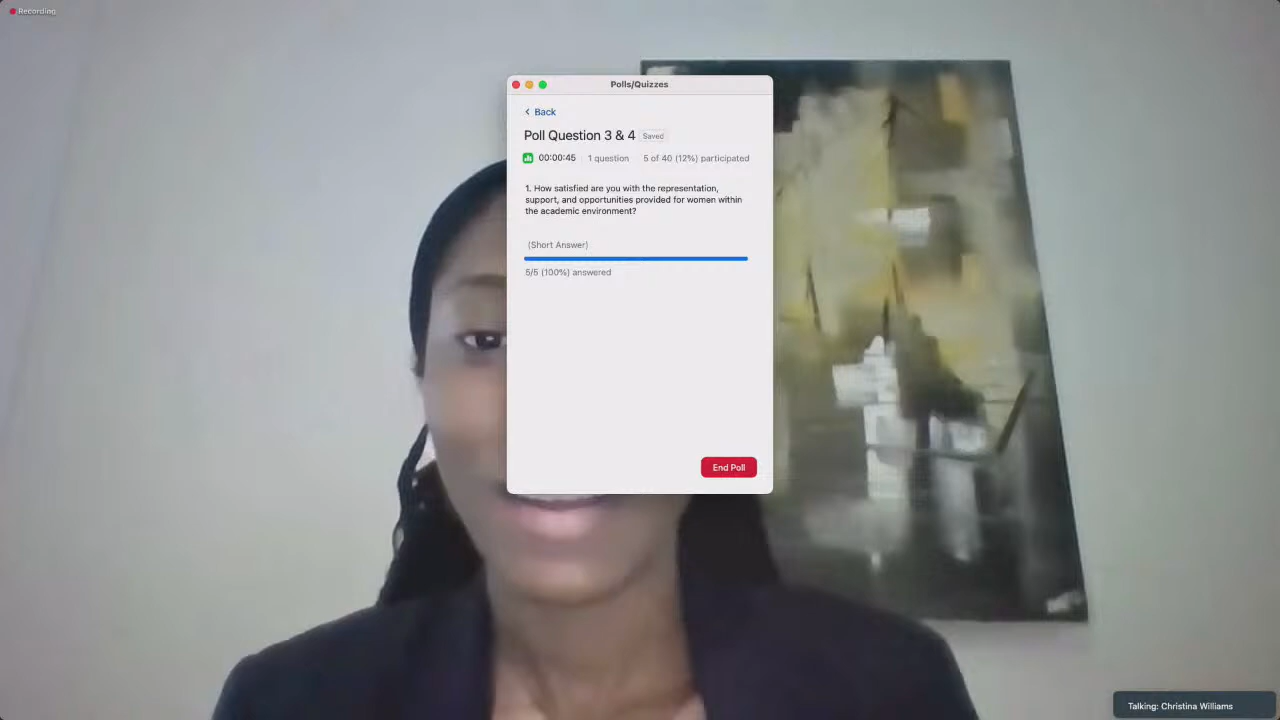 Recording
Polls/Quizzes
Back
Poll Question 3 & 4 Saved
00:00:45 1 question 5 of 40 (12%) participated
1. How satisfied are you with the representation,
support, and opportunities provided for women within
the academic environment?
(Short Answer)
5/5 (100%) answered
End Poll
Talking: Christina Williams